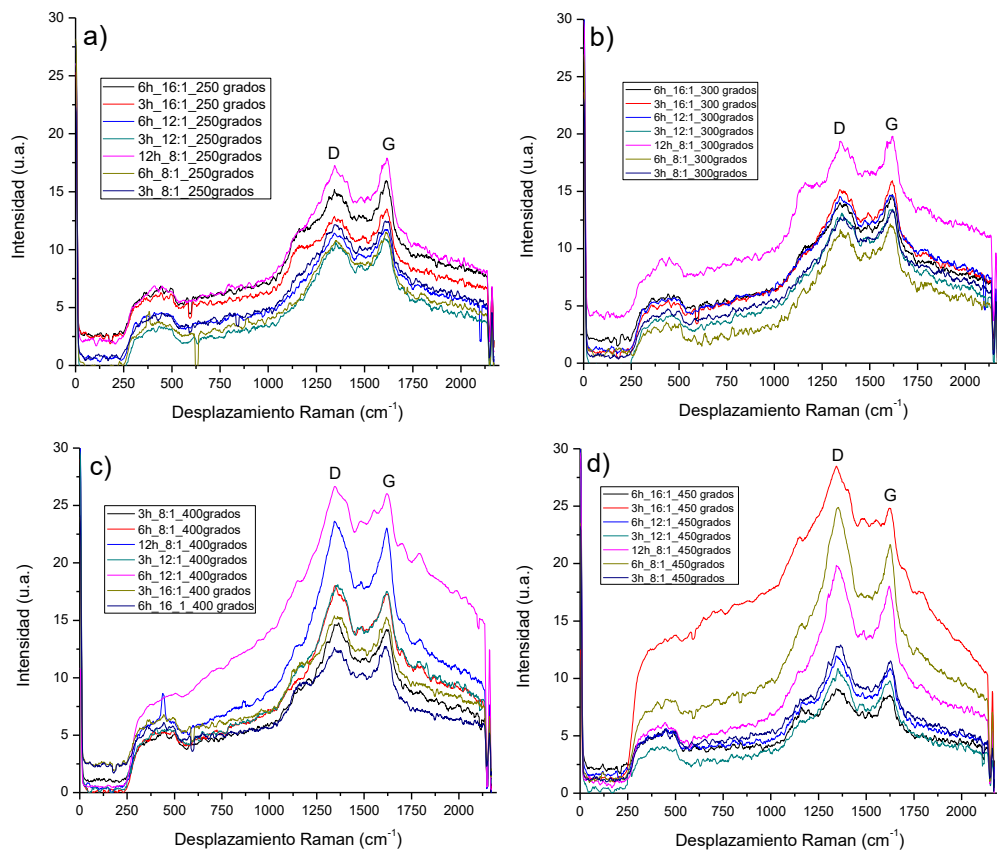 a)
30
25
20
15
10
5
0
Intensidad (u.a.)
6h_16:1_250 grados
3h_16:1_250 grados
6h_12:1_250grados
3h_12:1_250grados
12h_8:1_250grados
6h_8:1_250grados
3h_8:1_250grados
D
G
0 250 500 750 1000 1250 1500 1750 2000
Desplazamiento Raman (cm⁻¹)
b)
30
25
20
15
10
5
0
Intensidad (u.a.)
6h_16:1_300 grados
3h_16:1_300 grados
6h_12:1_300grados
3h_12:1_300grados
12h_8:1_300grados
6h_8:1_300grados
3h_8:1_300grados
D
G
0 250 500 750 1000 1250 1500 1750 2000
Desplazamiento Raman (cm⁻¹)
c)
30
25
20
15
10
5
0
Intensidad (u.a.)
3h_8:1_400grados
6h_8:1_400grados
12h_8:1_400grados
3h_12:1_400grados
6h_12:1_400grados
3h_16:1_400 grados
6h_16_1_400 grados
D
G
0 250 500 750 1000 1250 1500 1750 2000
Desplazamiento Raman (cm⁻¹)
d)
30
25
20
15
10
5
0
Intensidad (u.a.)
6h_16:1_450 grados
3h_16:1_450 grados
6h_12:1_450grados
3h_12:1_450grados
12h_8:1_450grados
6h_8:1_450grados
3h_8:1_450grados
D
G
0 250 500 750 1000 1250 1500 1750 2000
Desplazamiento Raman (cm⁻¹)